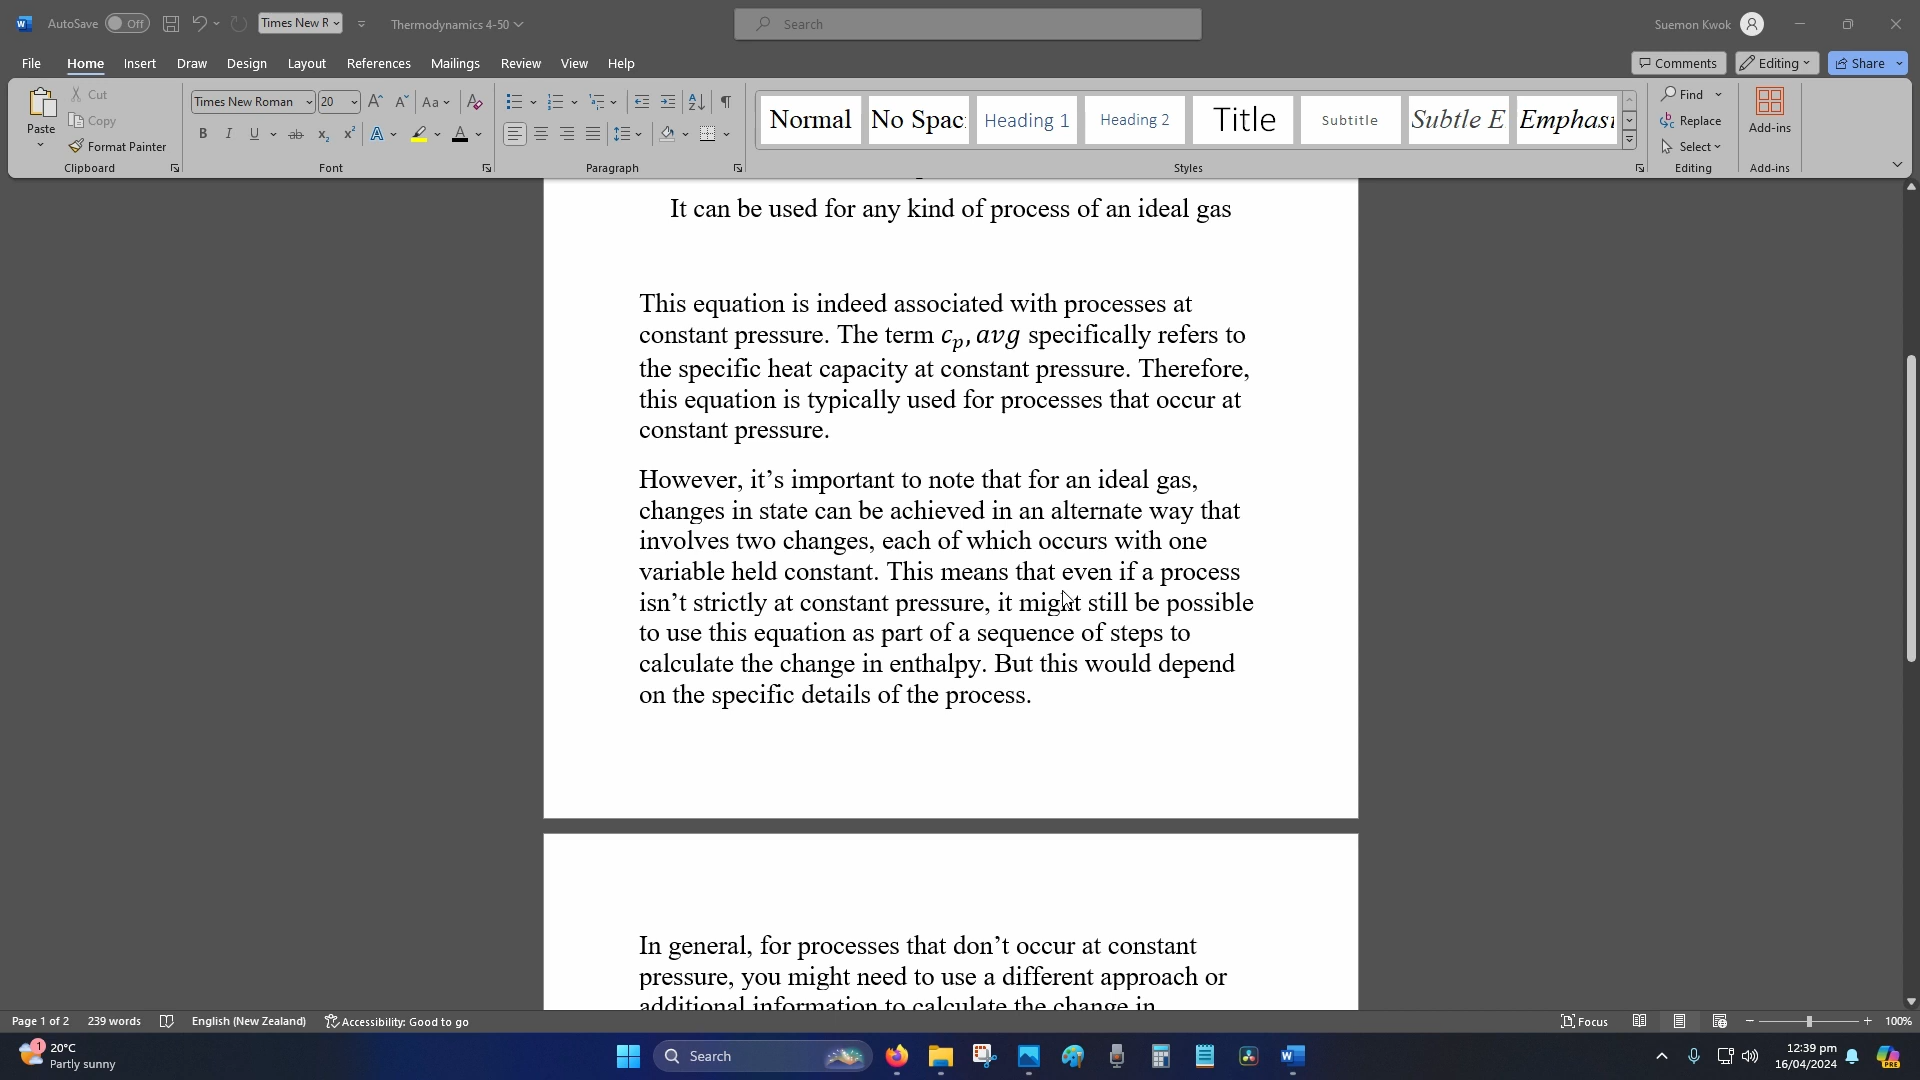 AutoSave Off Times New R Thermodynamics 4-50 Search Suemon Kwok
File Home Insert Draw Design Layout References Mailings Review View Help Comments Editing Share
Paste Cut Copy Format Painter Clipboard
Times New Roman 20 Aa Font
Paragraph
Normal No Spac Heading 1 Heading 2 Title Subtitle Subtle E Emphasi
Styles
Find Replace Select Editing
Add-ins Add-ins
It can be used for any kind of process of an ideal gas
This equation is indeed associated with processes at
constant pressure. The term cp, avg specifically refers to
the specific heat capacity at constant pressure. Therefore,
this equation is typically used for processes that occur at
constant pressure.
However, it’s important to note that for an ideal gas,
changes in state can be achieved in an alternate way that
involves two changes, each of which occurs with one
variable held constant. This means that even if a process
isn’t strictly at constant pressure, it might still be possible
to use this equation as part of a sequence of steps to
calculate the change in enthalpy. But this would depend
on the specific details of the process.
In general, for processes that don’t occur at constant
pressure, you might need to use a different approach or
additional information to calculate the change in
Page 1 of 2 239 words English (New Zealand) Accessibility: Good to go Focus 100%
1 20°C
Partly sunny
Search
12:39 pm
16/04/2024
PRE